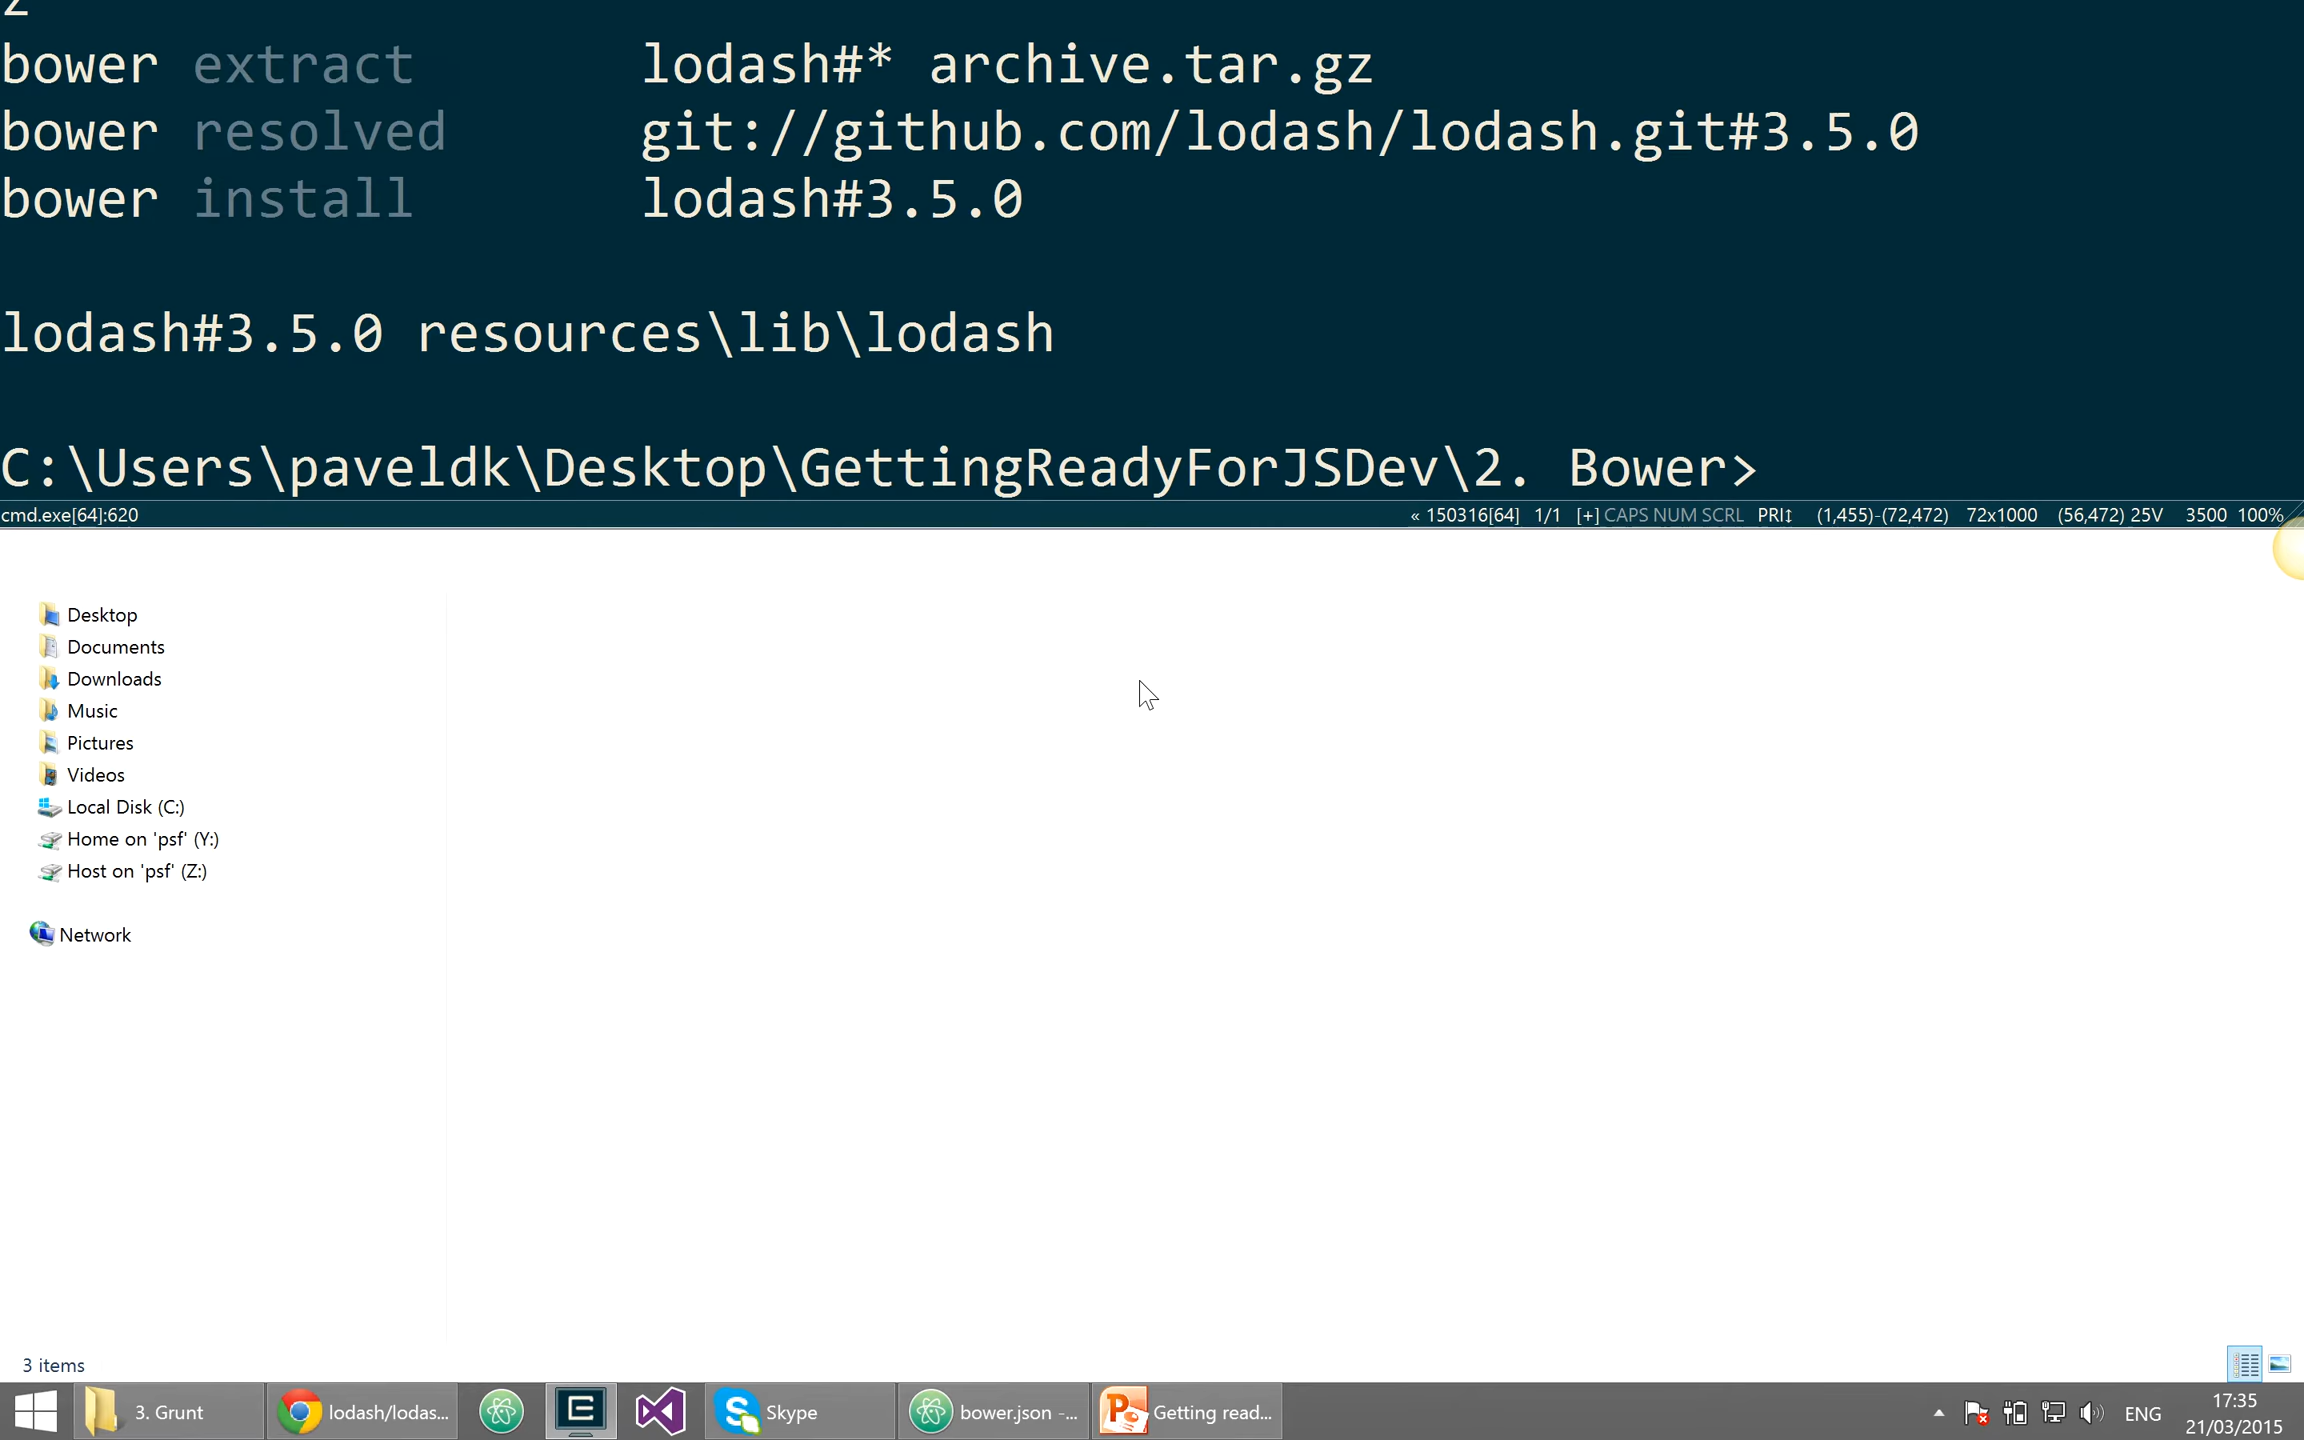 bower extract lodash#* archive.tar.gz
bower resolved git://github.com/lodash/lodash.git#3.5.0
bower install lodash#3.5.0
lodash#3.5.0 resources\lib\lodash
C:\Users\paveldk\Desktop\GettingReadyForJSDev\2. Bower>
cmd.exe[64]:620 « 150316[64] 1/1 [+] CAPS NUM SCRL PRI↕ (1,455)-(72,472) 72x1000 (56,472) 25V 3500 100%
Desktop
Documents
Downloads
Music
Pictures
Videos
Local Disk (C:)
Home on 'psf' (Y:)
Host on 'psf' (Z:)
Network
3 items
3. Grunt lodash/lodas... Skype bower.json -... Getting read... ENG 17:35
21/03/2015